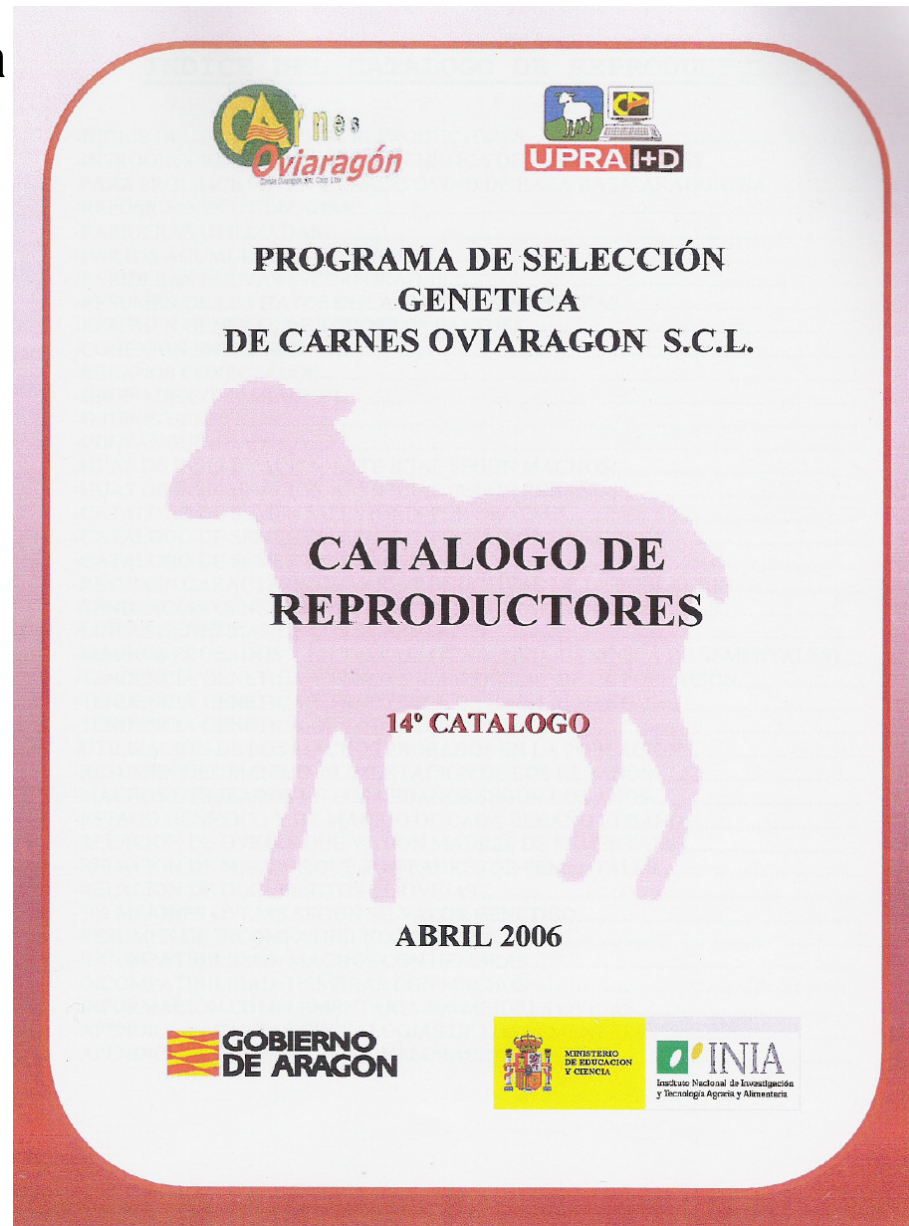 n
Carnes
Oviaragón
UPRA I+D
PROGRAMA DE SELECCIÓN
GENETICA
DE CARNES OVIARAGON S.C.L.
CATALOGO DE
REPRODUCTORES
14º CATALOGO
ABRIL 2006
GOBIERNO
DE ARAGON
MINISTERIO
DE EDUCACION
Y CIENCIA
INIA
Instituto Nacional de Investigación
y Tecnología Agraria y Alimentaria